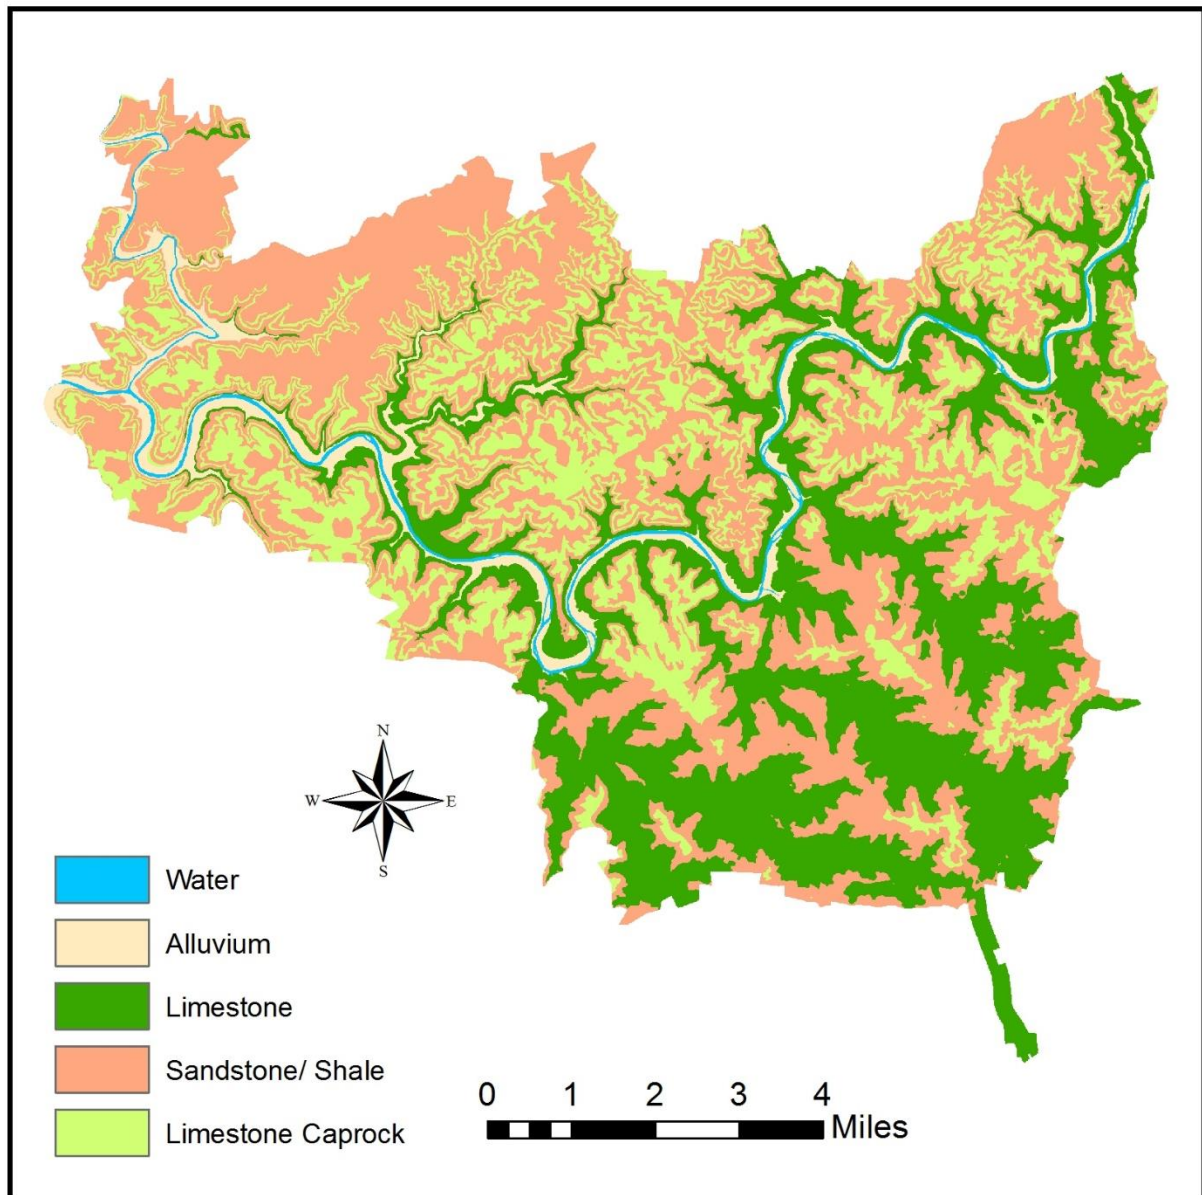 N
W E
S
Water
Alluvium
Limestone
Sandstone/ Shale
Limestone Caprock
0 1 2 3 4
Miles